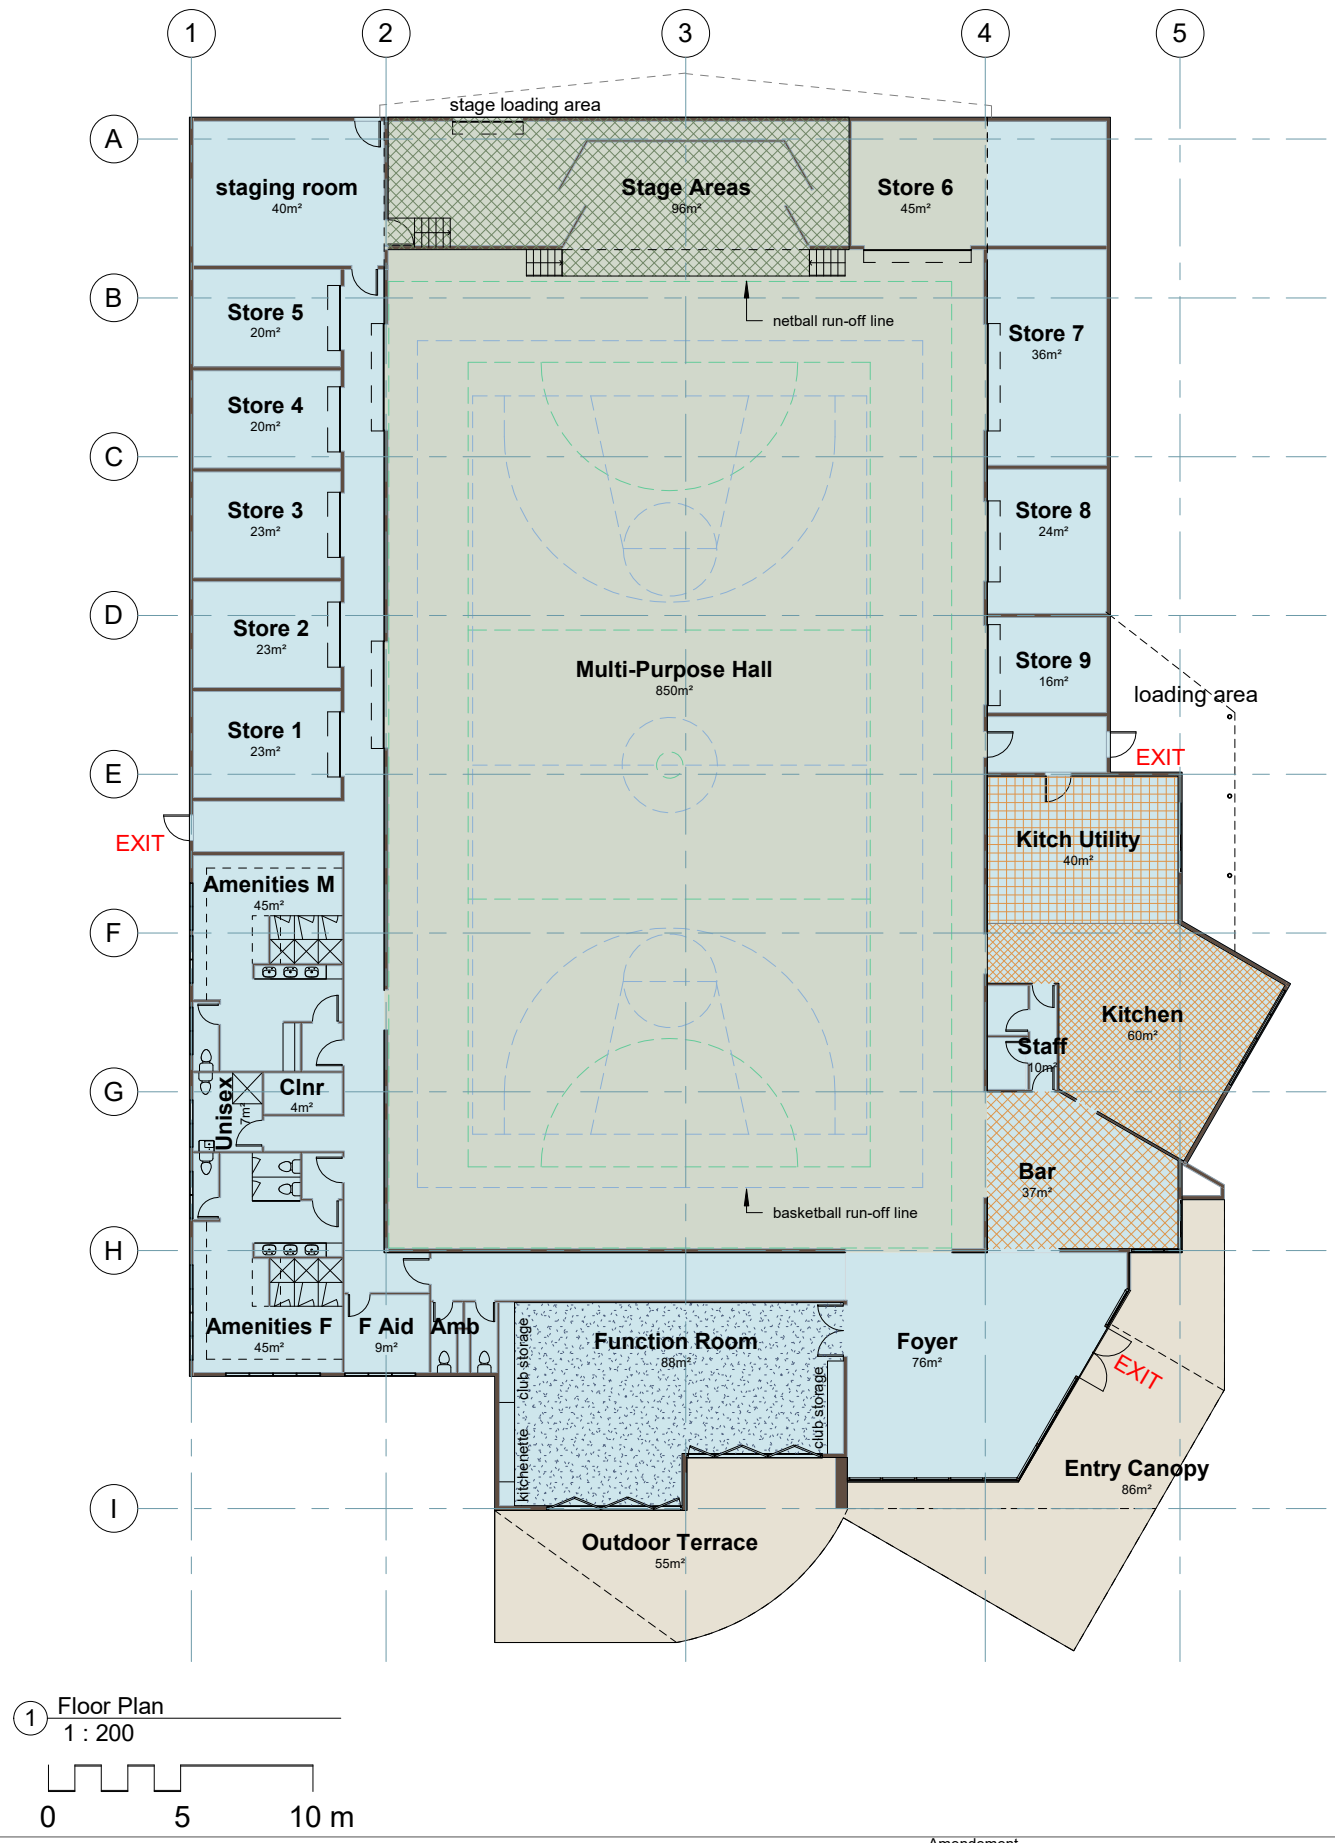 1
2
3
4
5
A
B
C
D
E
F
G
H
I
stage loading area
staging room
40m²
Stage Areas
96m²
Store 6
45m²
Store 5
20m²
netball run-off line
Store 7
36m²
Store 4
20m²
Store 3
23m²
Store 8
24m²
Store 2
23m²
Multi-Purpose Hall
850m²
Store 9
16m²
loading area
Store 1
23m²
EXIT
EXIT
Kitch Utility
40m²
Amenities M
45m²
Kitchen
60m²
Staff
10m²
Clnr
4m²
Unisex
7m²
Bar
37m²
basketball run-off line
Amenities F
45m²
F Aid
9m²
Amb
club storage
kitchenette
Function Room
88m²
club storage
Foyer
76m²
EXIT
Entry Canopy
86m²
Outdoor Terrace
55m²
1
Floor Plan
1 : 200
0 5 10 m
Amendement